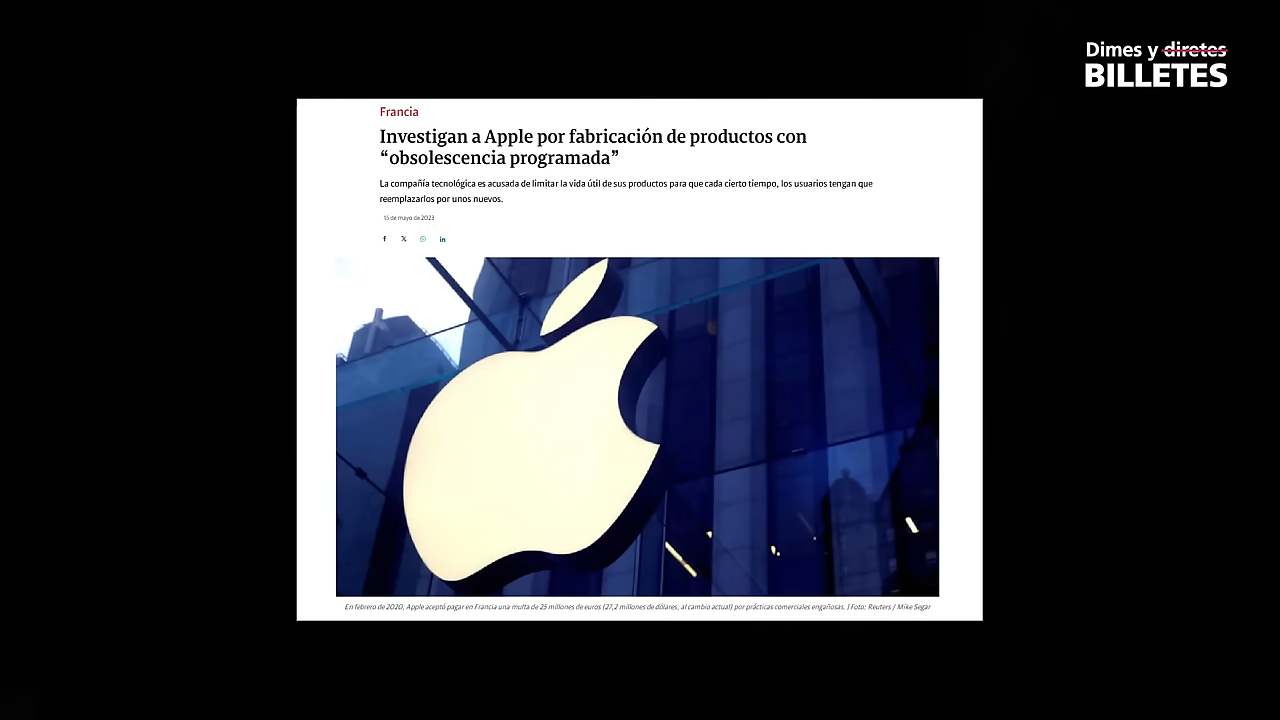 Dimes y diretes
BILLETES
Francia
Investigan a Apple por fabricación de productos con
“obsolescencia programada”
La compañía tecnológica es acusada de limitar la vida útil de sus productos para que cada cierto tiempo, los usuarios tengan que
reemplazarlos por unos nuevos.
15 de mayo de 2023
En febrero de 2020, Apple aceptó pagar en Francia una multa de 25 millones de euros (27,2 millones de dólares, al cambio actual) por prácticas comerciales engañosas. | Foto: Reuters / Mike Segar